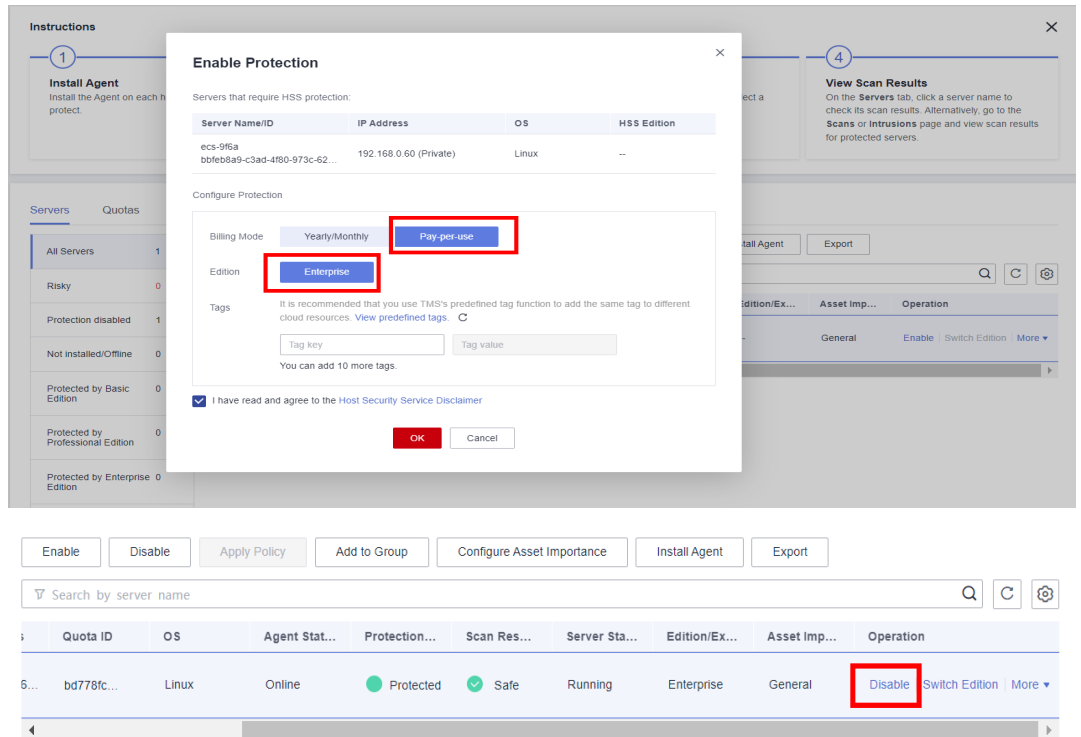 Instructions
1
Install Agent
Install the Agent on each h
protect.
Enable Protection
Servers that require HSS protection:
Server Name/ID IP Address OS HSS Edition
ecs-9f6a
bbfeb8a9-c3ad-4f80-973c-62... 192.168.0.60 (Private) Linux --
Configure Protection
Billing Mode Yearly/Monthly Pay-per-use
Edition Enterprise
Tags It is recommended that you use TMS's predefined tag function to add the same tag to different
cloud resources. View predefined tags.
Tag key Tag value
You can add 10 more tags.
I have read and agree to the Host Security Service Disclaimer
OK Cancel
ect a
4
View Scan Results
On the Servers tab, click a server name to
check its scan results. Alternatively, go to the
Scans or Intrusions page and view scan results
for protected servers.
Servers Quotas
All Servers 1
Risky 0
Protection disabled 1
Not installed/Offline 0
Protected by Basic 0
Edition
Protected by 0
Professional Edition
Protected by Enterprise 0
Edition
tall Agent Export
Edition/Ex... Asset Imp... Operation
- General Enable Switch Edition More
Enable Disable Apply Policy Add to Group Configure Asset Importance Install Agent Export
Search by server name
s Quota ID OS Agent Stat... Protection... Scan Res... Server Sta... Edition/Ex... Asset Imp... Operation
6... bd778fc... Linux Online Protected Safe Running Enterprise General Disable Switch Edition More